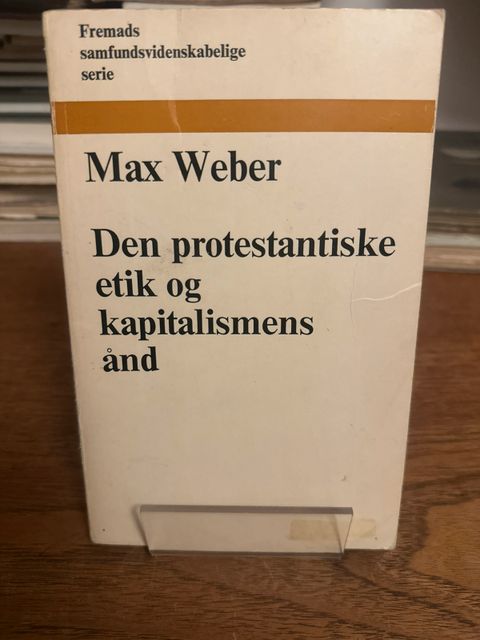 Fremads
samfundsvidenskabelige
serie
Max Weber
Den protestantiske
etik og
kapitalismens
ånd